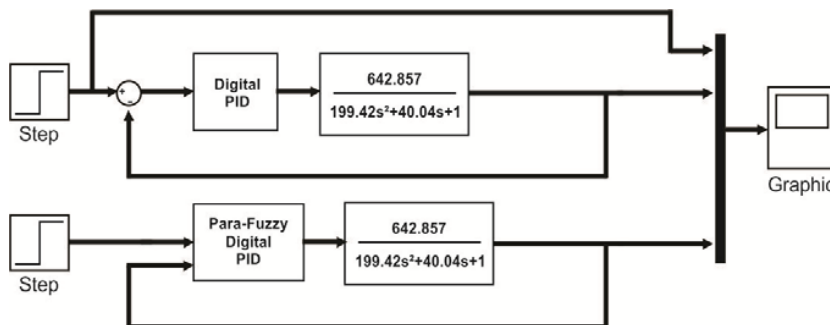 Step
+
−
Digital
PID
642.857
199.42s²+40.04s+1
Graphic
Step
Para-Fuzzy
Digital
PID
642.857
199.42s²+40.04s+1